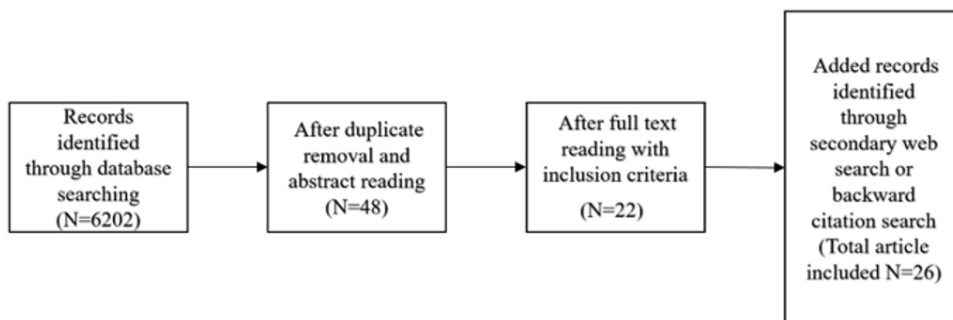 Records
identified
through database
searching
(N=6202)
After duplicate
removal and
abstract reading
(N=48)
After full text
reading with
inclusion criteria
(N=22)
Added records
identified
through
secondary web
search or
backward
citation search
(Total article
included N=26)